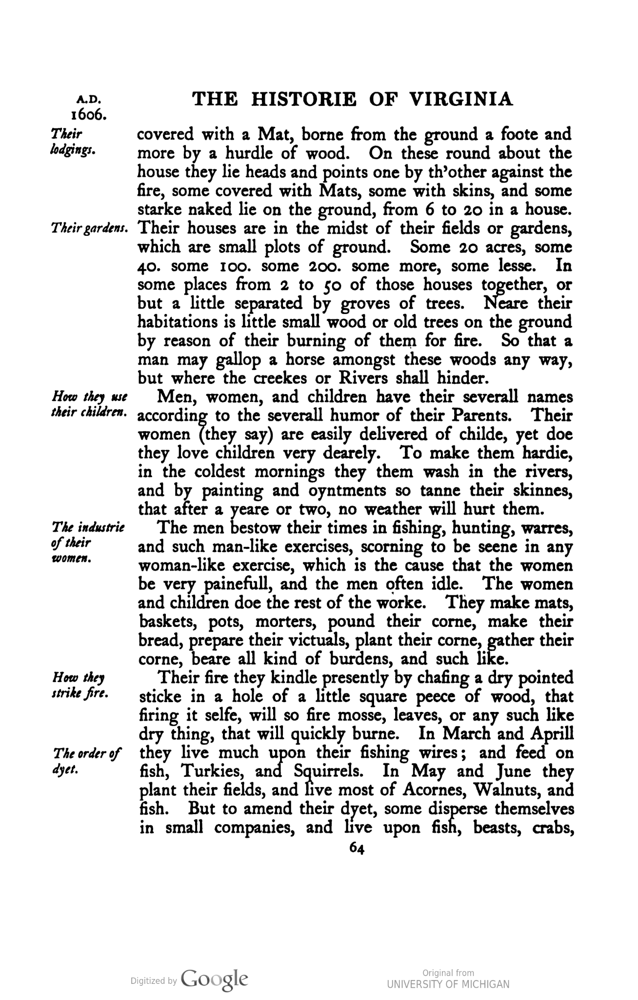 A.D.
1606.
THE HISTORIE OF VIRGINIA
Their
lodgings.
covered with a Mat, borne from the ground a foote and
more by a hurdle of wood. On these round about the
house they lie heads and points one by th'other against the
fire, some covered with Mats, some with skins, and some
starke naked lie on the ground, from 6 to 20 in a house.
Their gardens.
Their houses are in the midst of their fields or gardens,
which are small plots of ground. Some 20 acres, some
40. some 100. some 200. some more, some lesse. In
some places from 2 to 50 of those houses together, or
but a little separated by groves of trees. Neare their
habitations is little small wood or old trees on the ground
by reason of their burning of them for fire. So that a
man may gallop a horse amongst these woods any way,
but where the creekes or Rivers shall hinder.
How they use
their children.
Men, women, and children have their severall names
according to the severall humor of their Parents. Their
women (they say) are easily delivered of childe, yet doe
they love children very dearely. To make them hardie,
in the coldest mornings they them wash in the rivers,
and by painting and oyntments so tanne their skinnes,
that after a yeare or two, no weather will hurt them.
The industrie
of their
women.
The men bestow their times in fishing, hunting, warres,
and such man-like exercises, scorning to be seene in any
woman-like exercise, which is the cause that the women
be very painefull, and the men often idle. The women
and children doe the rest of the worke. They make mats,
baskets, pots, morters, pound their corne, make their
bread, prepare their victuals, plant their corne, gather their
corne, beare all kind of burdens, and such like.
How they
strike fire.
Their fire they kindle presently by chafing a dry pointed
sticke in a hole of a little square peece of wood, that
firing it selfe, will so fire mosse, leaves, or any such like
dry thing, that will quickly burne. In March and Aprill
The order of
dyet.
they live much upon their fishing wires; and feed on
fish, Turkies, and Squirrels. In May and June they
plant their fields, and live most of Acornes, Walnuts, and
fish. But to amend their dyet, some disperse themselves
in small companies, and live upon fish, beasts, crabs,
64
Digitized by Google
Original from
UNIVERSITY OF MICHIGAN